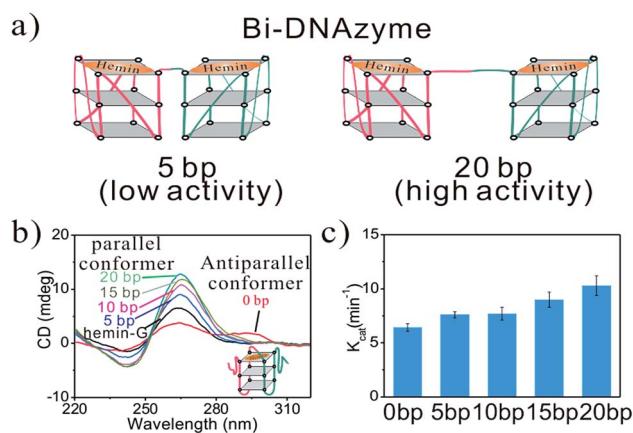 a) Bi-DNAzyme
Hemin Hemin Hemin Hemin
5 bp 20 bp
(low activity) (high activity)
b) c)
20 15
parallel
conformer Antiparallel
conformer
20 bp 0 bp
15 bp
10 bp
5 bp
hemin-G
CD (mdeg)
10
0
-10
220 250 280 310
Wavelength (nm)
Kcat(min-1)
10
5
0
0bp 5bp 10bp 15bp 20bp